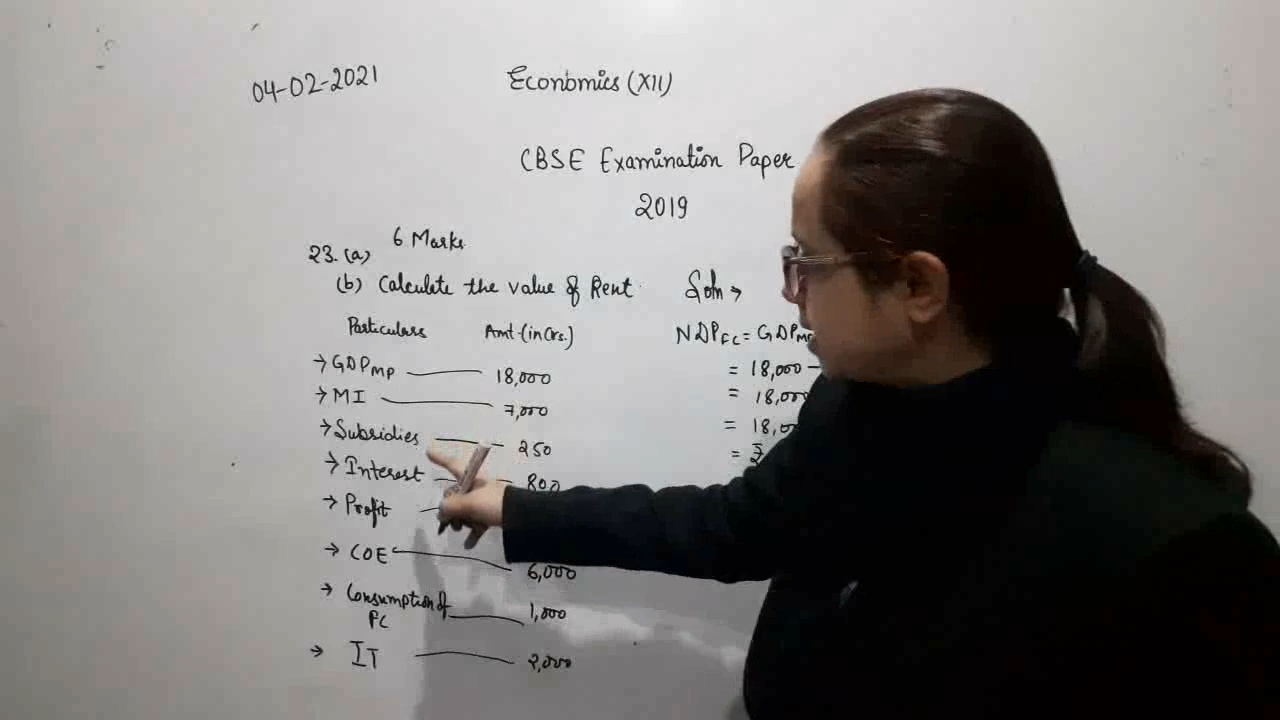 04-02-2021
Economics (XII)
CBSE Examination Paper
2019
6 Marks
23. (a)
(b) Calculate the value of Rent.
Particulars Amt. (in Crs.)
→ GDPMP 18,000
→ MI 7,000
→ Subsidies 250
→ Interest 800
→ Profit
→ COE 6,000
→ Consumption of
FC 1,000
→ IT 2,000
Soln →
NDPFC = GDPMP
= 18,000 -
= 18,000
= 18,00
=